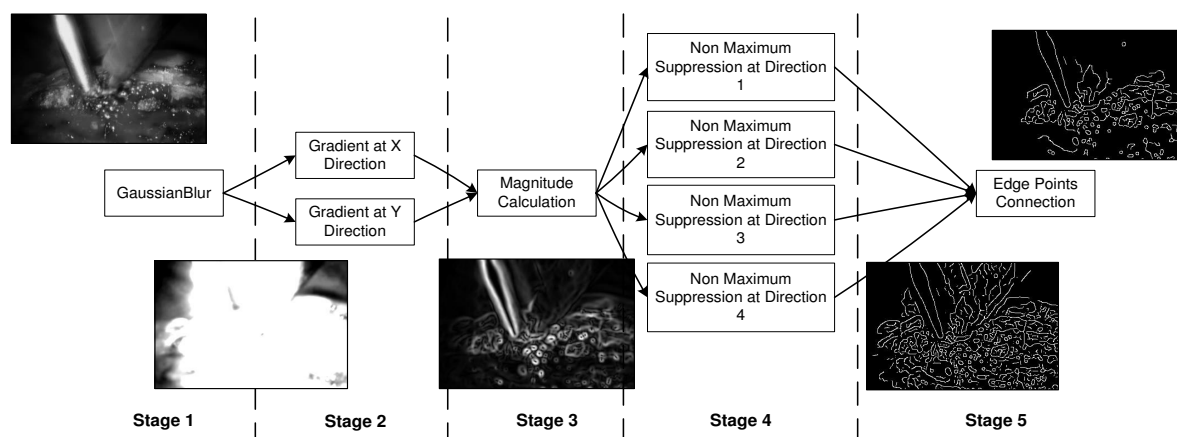 GaussianBlur
Gradient at X
Direction
Gradient at Y
Direction
Magnitude
Calculation
Non Maximum
Suppression at Direction
1
Non Maximum
Suppression at Direction
2
Non Maximum
Suppression at Direction
3
Non Maximum
Suppression at Direction
4
Edge Points
Connection
Stage 1
Stage 2
Stage 3
Stage 4
Stage 5